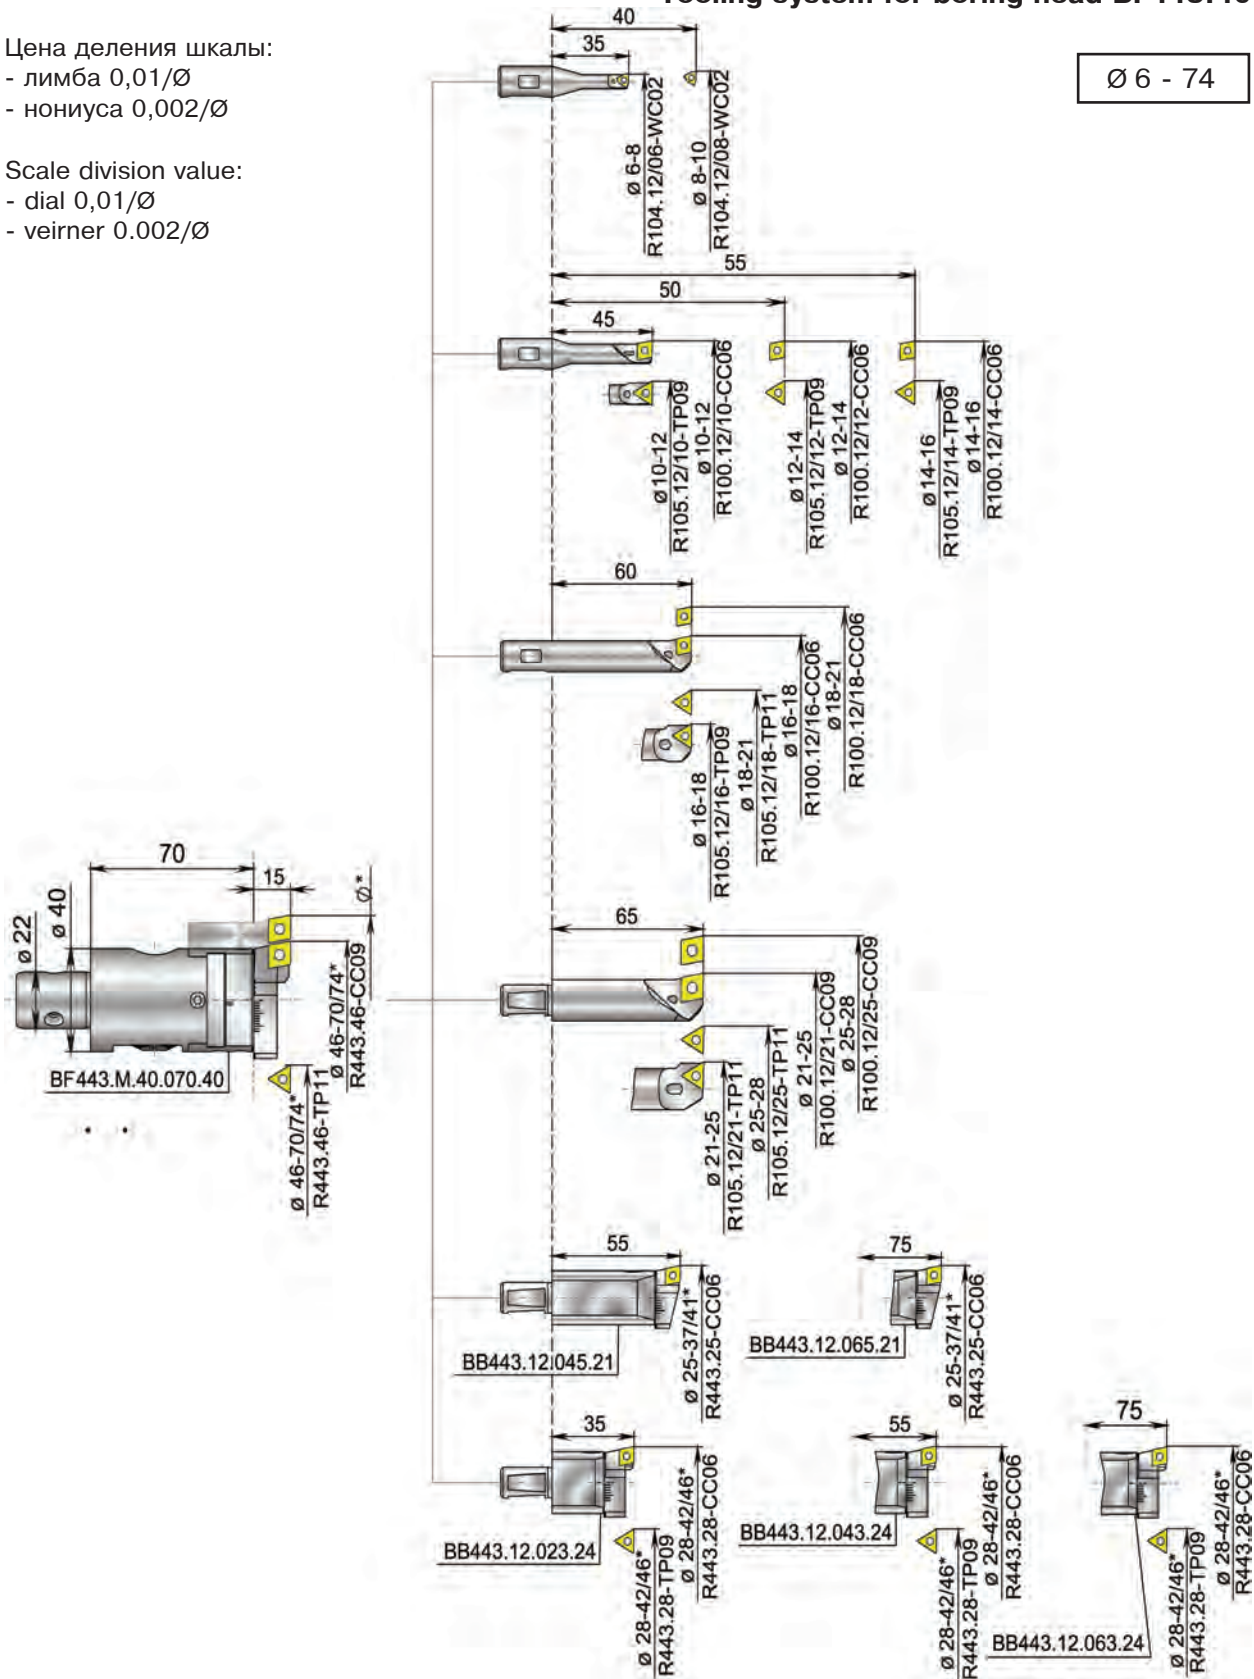 Цена деления шкалы:
- лимба 0,01/Ø
- нониуса 0,002/Ø
Scale division value:
- dial 0,01/Ø
- veirner 0.002/Ø
Ø 6 - 74
40
35
ø 6-8
R104.12/06-WC02
ø 8-10
R104.12/08-WC02
55
50
45
ø10-12
R105.12/10-TP09
ø10-12
R100.12/10-CC06
ø12-14
R105.12/12-TP09
ø 12-14
R100.12/12-CC06
ø14-16
R105.12/14-TP09
ø14-16
R100.12/14-CC06
60
ø 16-18
R105.12/16-TP09
ø 18-21
R105.12/18-TP11
ø 16-18
R100.12/16-CC06
ø18-21
R100.12/18-CC06
70
15
ø 22
ø 40
Ø*
BF443.M.40.070.40
ø 46-70/74*
R443.46-TP11
ø 46-70/74*
R443.46-CC09
65
ø 21-25
R105.12/21-TP11
ø 25-28
R105.12/25-TP11
ø 21-25
R100.12/21-CC09
ø 25-28
R100.12/25-CC09
55
BB443.12.045.21
ø 25-37/41*
R443.25-CC06
75
BB443.12.065.21
ø 25-37/41*
R443.25-CC06
35
BB443.12.023.24
ø 28-42/46*
R443.28-TP09
ø 28-42/46*
R443.28-CC06
55
BB443.12.043.24
ø 28-42/46*
R443.28-TP09
ø 28-42/46*
R443.28-CC06
75
BB443.12.063.24
ø 28-42/46*
R443.28-TP09
ø 28-42/46*
R443.28-CC06